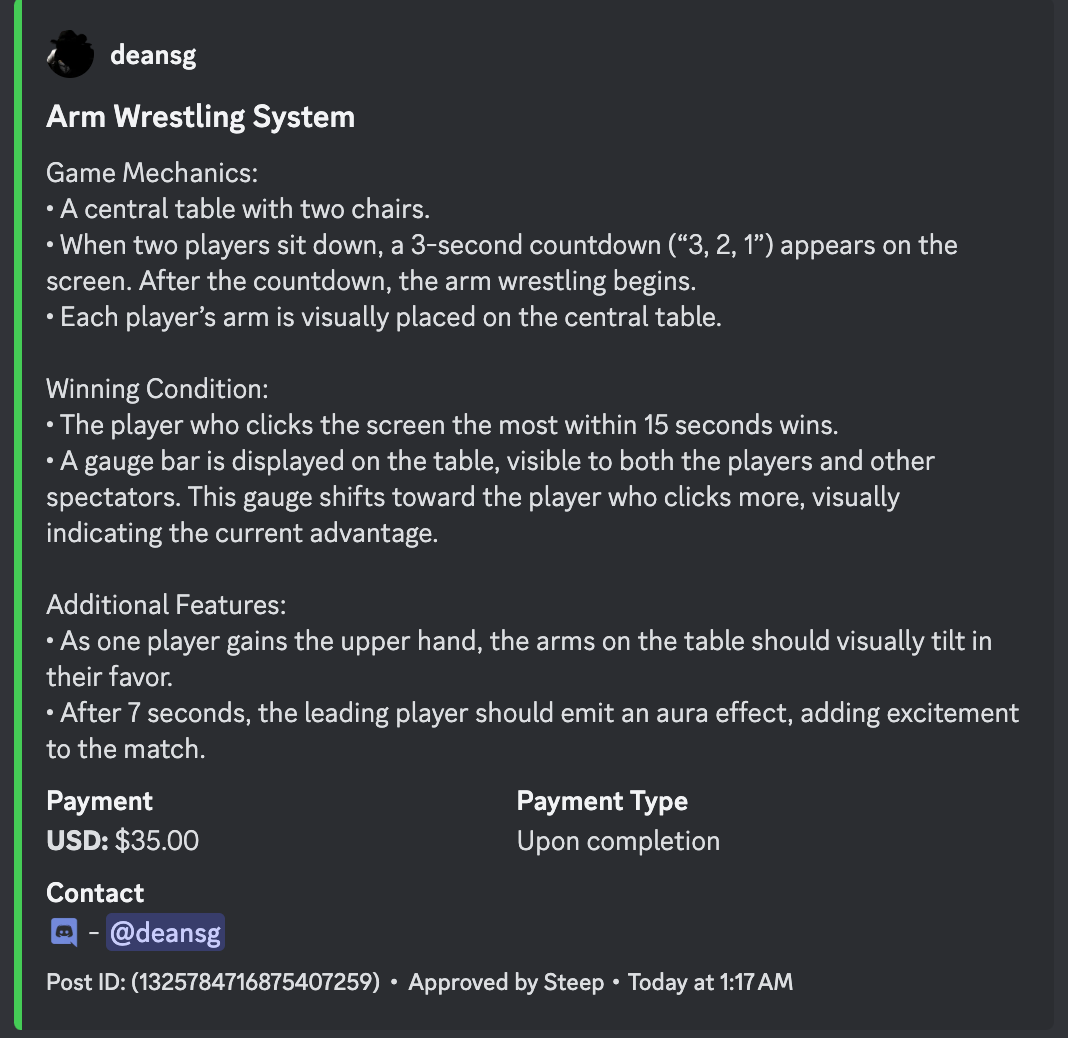 deansg
Arm Wrestling System
Game Mechanics:
• A central table with two chairs.
• When two players sit down, a 3-second countdown (“3, 2, 1”) appears on the
screen. After the countdown, the arm wrestling begins.
• Each player’s arm is visually placed on the central table.
Winning Condition:
• The player who clicks the screen the most within 15 seconds wins.
• A gauge bar is displayed on the table, visible to both the players and other
spectators. This gauge shifts toward the player who clicks more, visually
indicating the current advantage.
Additional Features:
• As one player gains the upper hand, the arms on the table should visually tilt in
their favor.
• After 7 seconds, the leading player should emit an aura effect, adding excitement
to the match.
Payment
USD: $35.00
Payment Type
Upon completion
Contact
– @deansg
Post ID: (1325784716875407259) • Approved by Steep • Today at 1:17 AM